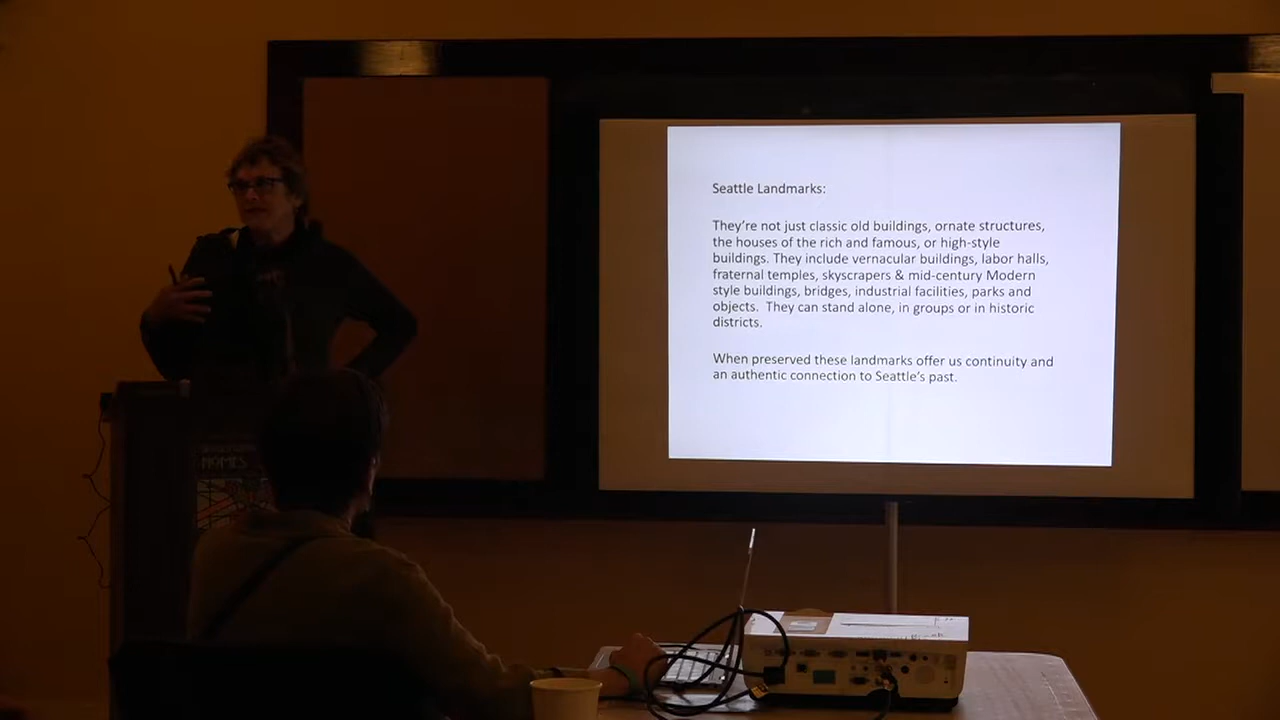 Seattle Landmarks:
They're not just classic old buildings, ornate structures,
the houses of the rich and famous, or high-style
buildings. They include vernacular buildings, labor halls,
fraternal temples, skyscrapers & mid-century Modern
style buildings, bridges, industrial facilities, parks and
objects.  They can stand alone, in groups or in historic
districts.
When preserved these landmarks offer us continuity and
an authentic connection to Seattle's past.
HOMES